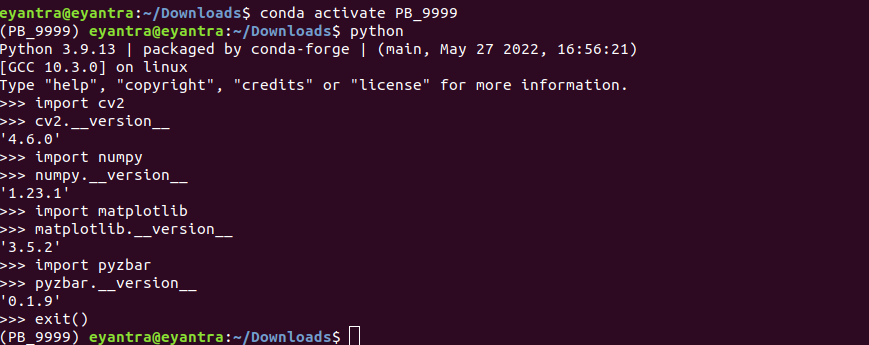 eyantra@eyantra:~/Downloads$ conda activate PB_9999
(PB_9999) eyantra@eyantra:~/Downloads$ python
Python 3.9.13 | packaged by conda-forge | (main, May 27 2022, 16:56:21)
[GCC 10.3.0] on linux
Type "help", "copyright", "credits" or "license" for more information.
>>> import cv2
>>> cv2.__version__
'4.6.0'
>>> import numpy
>>> numpy.__version__
'1.23.1'
>>> import matplotlib
>>> matplotlib.__version__
'3.5.2'
>>> import pyzbar
>>> pyzbar.__version__
'0.1.9'
>>> exit()
(PB_9999) eyantra@eyantra:~/Downloads$